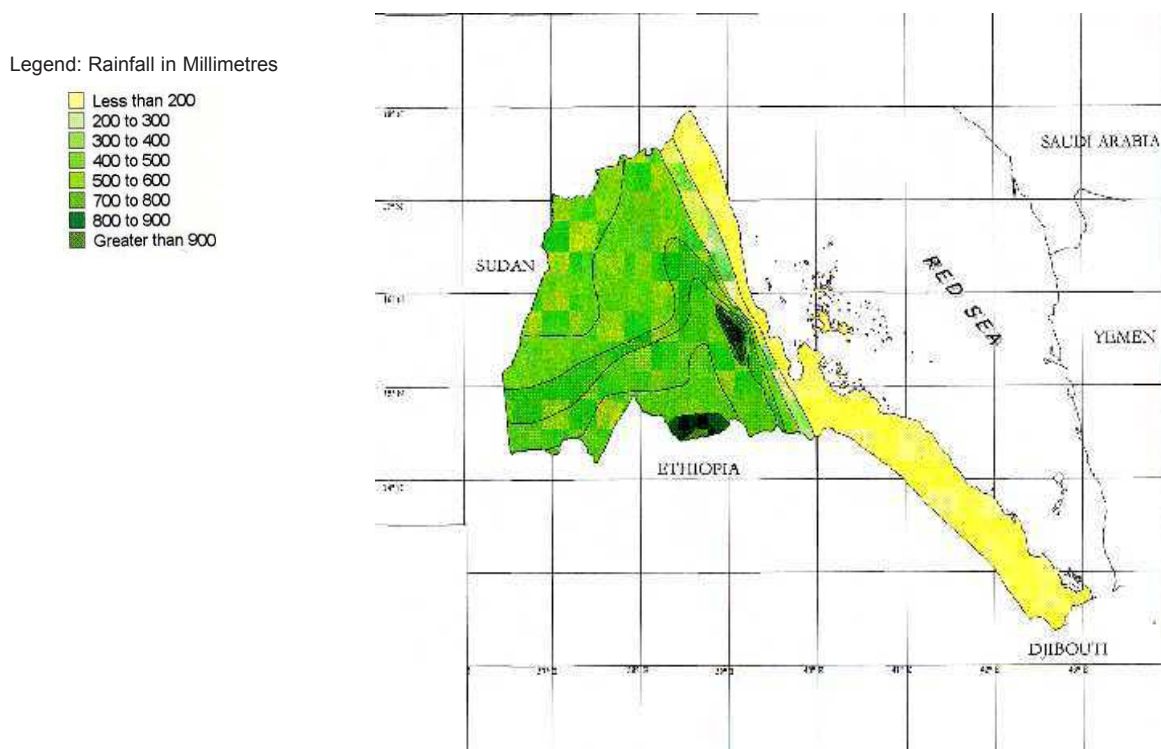 Legend: Rainfall in Millimetres
Less than 200
200 to 300
300 to 400
400 to 500
500 to 600
700 to 800
800 to 900
Greater than 900
SAUDI ARABIA
SUDAN
RED SEA
YEMEN
ETHIOPIA
DJIBOUTI